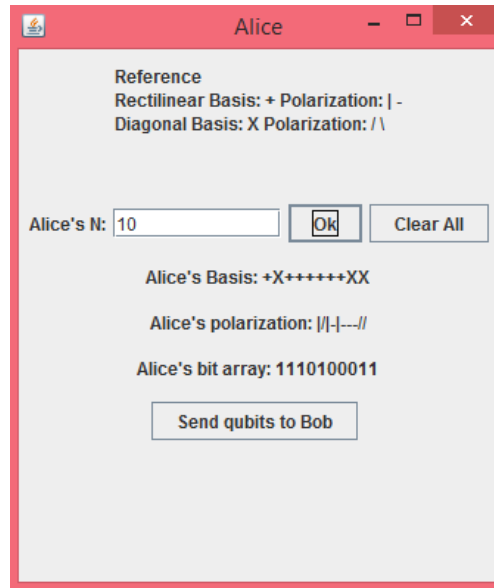 Alice
Reference
Rectilinear Basis: + Polarization: | -
Diagonal Basis: X Polarization: / \
Alice's N: 10 Ok Clear All
Alice's Basis: +X++++++XX
Alice's polarization: |/|-|---//
Alice's bit array: 1110100011
Send qubits to Bob